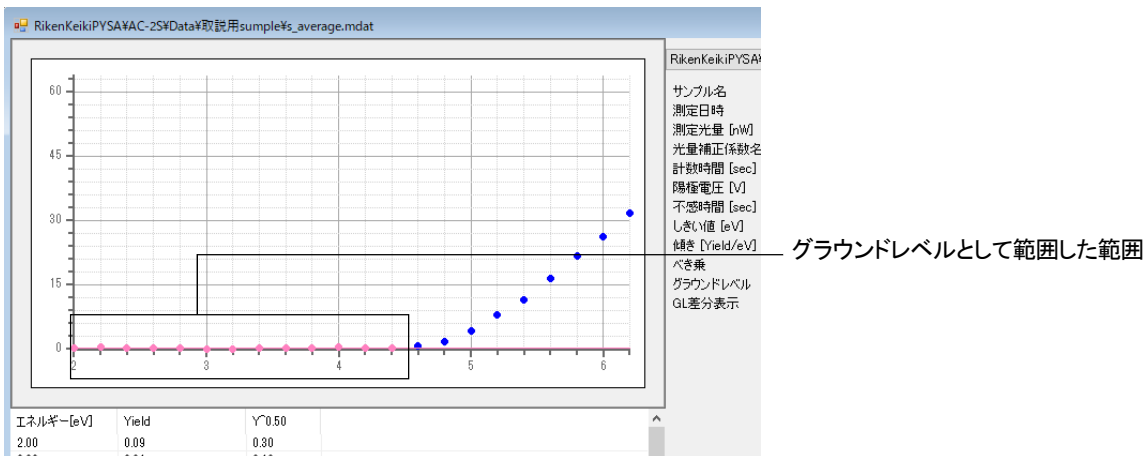 RikenKeikiPYSA¥AC-2S¥Data¥取説用sumple¥s_average.mdat
RikenKeikiPYSA¥
60
45
30
15
0
2 3 4 5 6
サンプル名
測定日時
測定光量 [nW]
光量補正係数名
計数時間 [sec]
陽極電圧 [V]
不感時間 [sec]
しきい値 [eV]
傾き [Yield/eV]
べき乗
グラウンドレベル
GL差分表示
グラウンドレベルとして範囲した範囲
エネルギー[eV] Yield Y^0.50
2.00 0.09 0.30